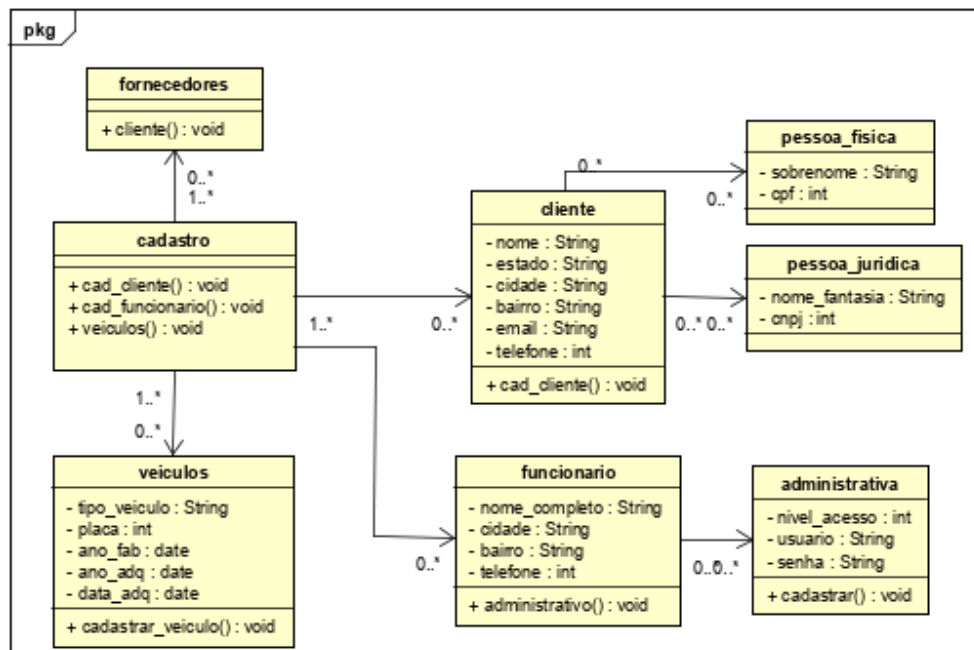 pkg
fornecedores
+ cliente() : void
0..*
1..*
cadastro
+ cad_cliente() : void
+ cad_funcionario() : void
+ veiculos() : void
1..*
0..*
1..*
0..*
0..*
0..*
cliente
- nome : String
- estado : String
- cidade : String
- bairro : String
- email : String
- telefone : int
+ cad_cliente() : void
pessoa_fisica
- sobrenome : String
- cpf : int
0..* 0..*
pessoa_juridica
- nome_fantasia : String
- cnpj : int
veiculos
- tipo_veiculo : String
- placa : int
- ano_fab : date
- ano_adq : date
- data_adq : date
+ cadastrar_veiculo() : void
0..*
funcionario
- nome_completo : String
- cidade : String
- bairro : String
- telefone : int
+ administrativo() : void
0..*
administrativa
- nivel_acesso : int
- usuario : String
- senha : String
+ cadastrar() : void